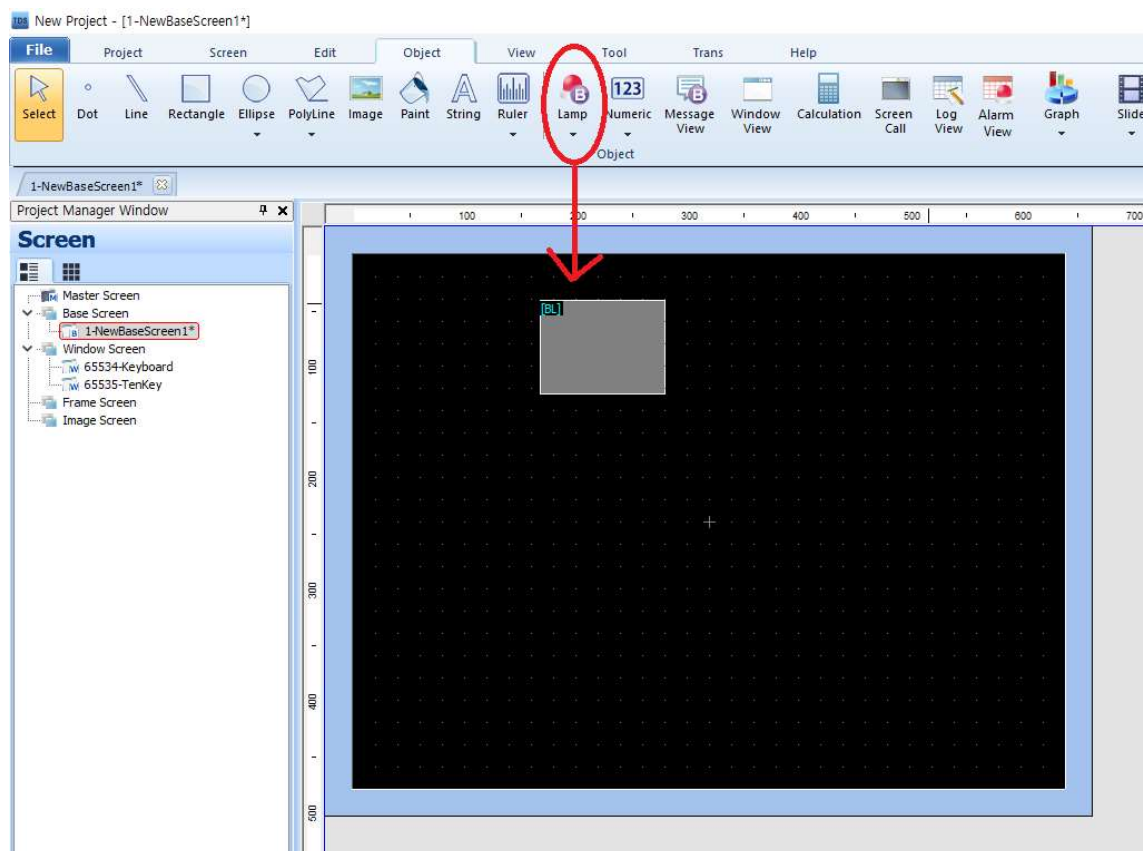 TDS New Project - [1-NewBaseScreen1*]
File Project Screen Edit Object View Tool Trans Help
Select Dot Line Rectangle Ellipse PolyLine Image Paint String Ruler Lamp Numeric Message View Window View Calculation Screen Call Log View Alarm View Graph Slide
123
Object
1-NewBaseScreen1*
Project Manager Window
Screen
Master Screen
Base Screen
1-NewBaseScreen1*
Window Screen
65534-Keyboard
65535-TenKey
Frame Screen
Image Screen
100 200 300 400 500 600 700
[BL]
100
200
300
400
500